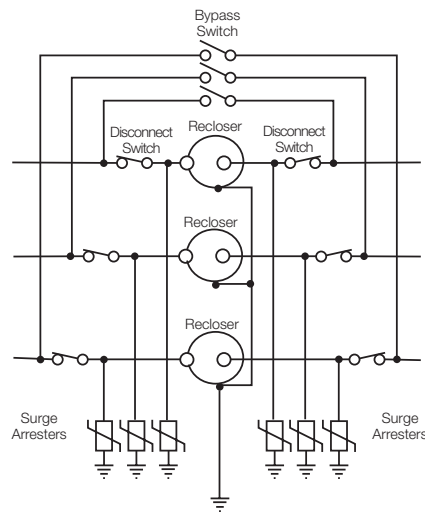 Bypass
Switch
Recloser
Disconnect
Switch
Disconnect
Switch
Recloser
Recloser
Surge
Arresters
Surge
Arresters